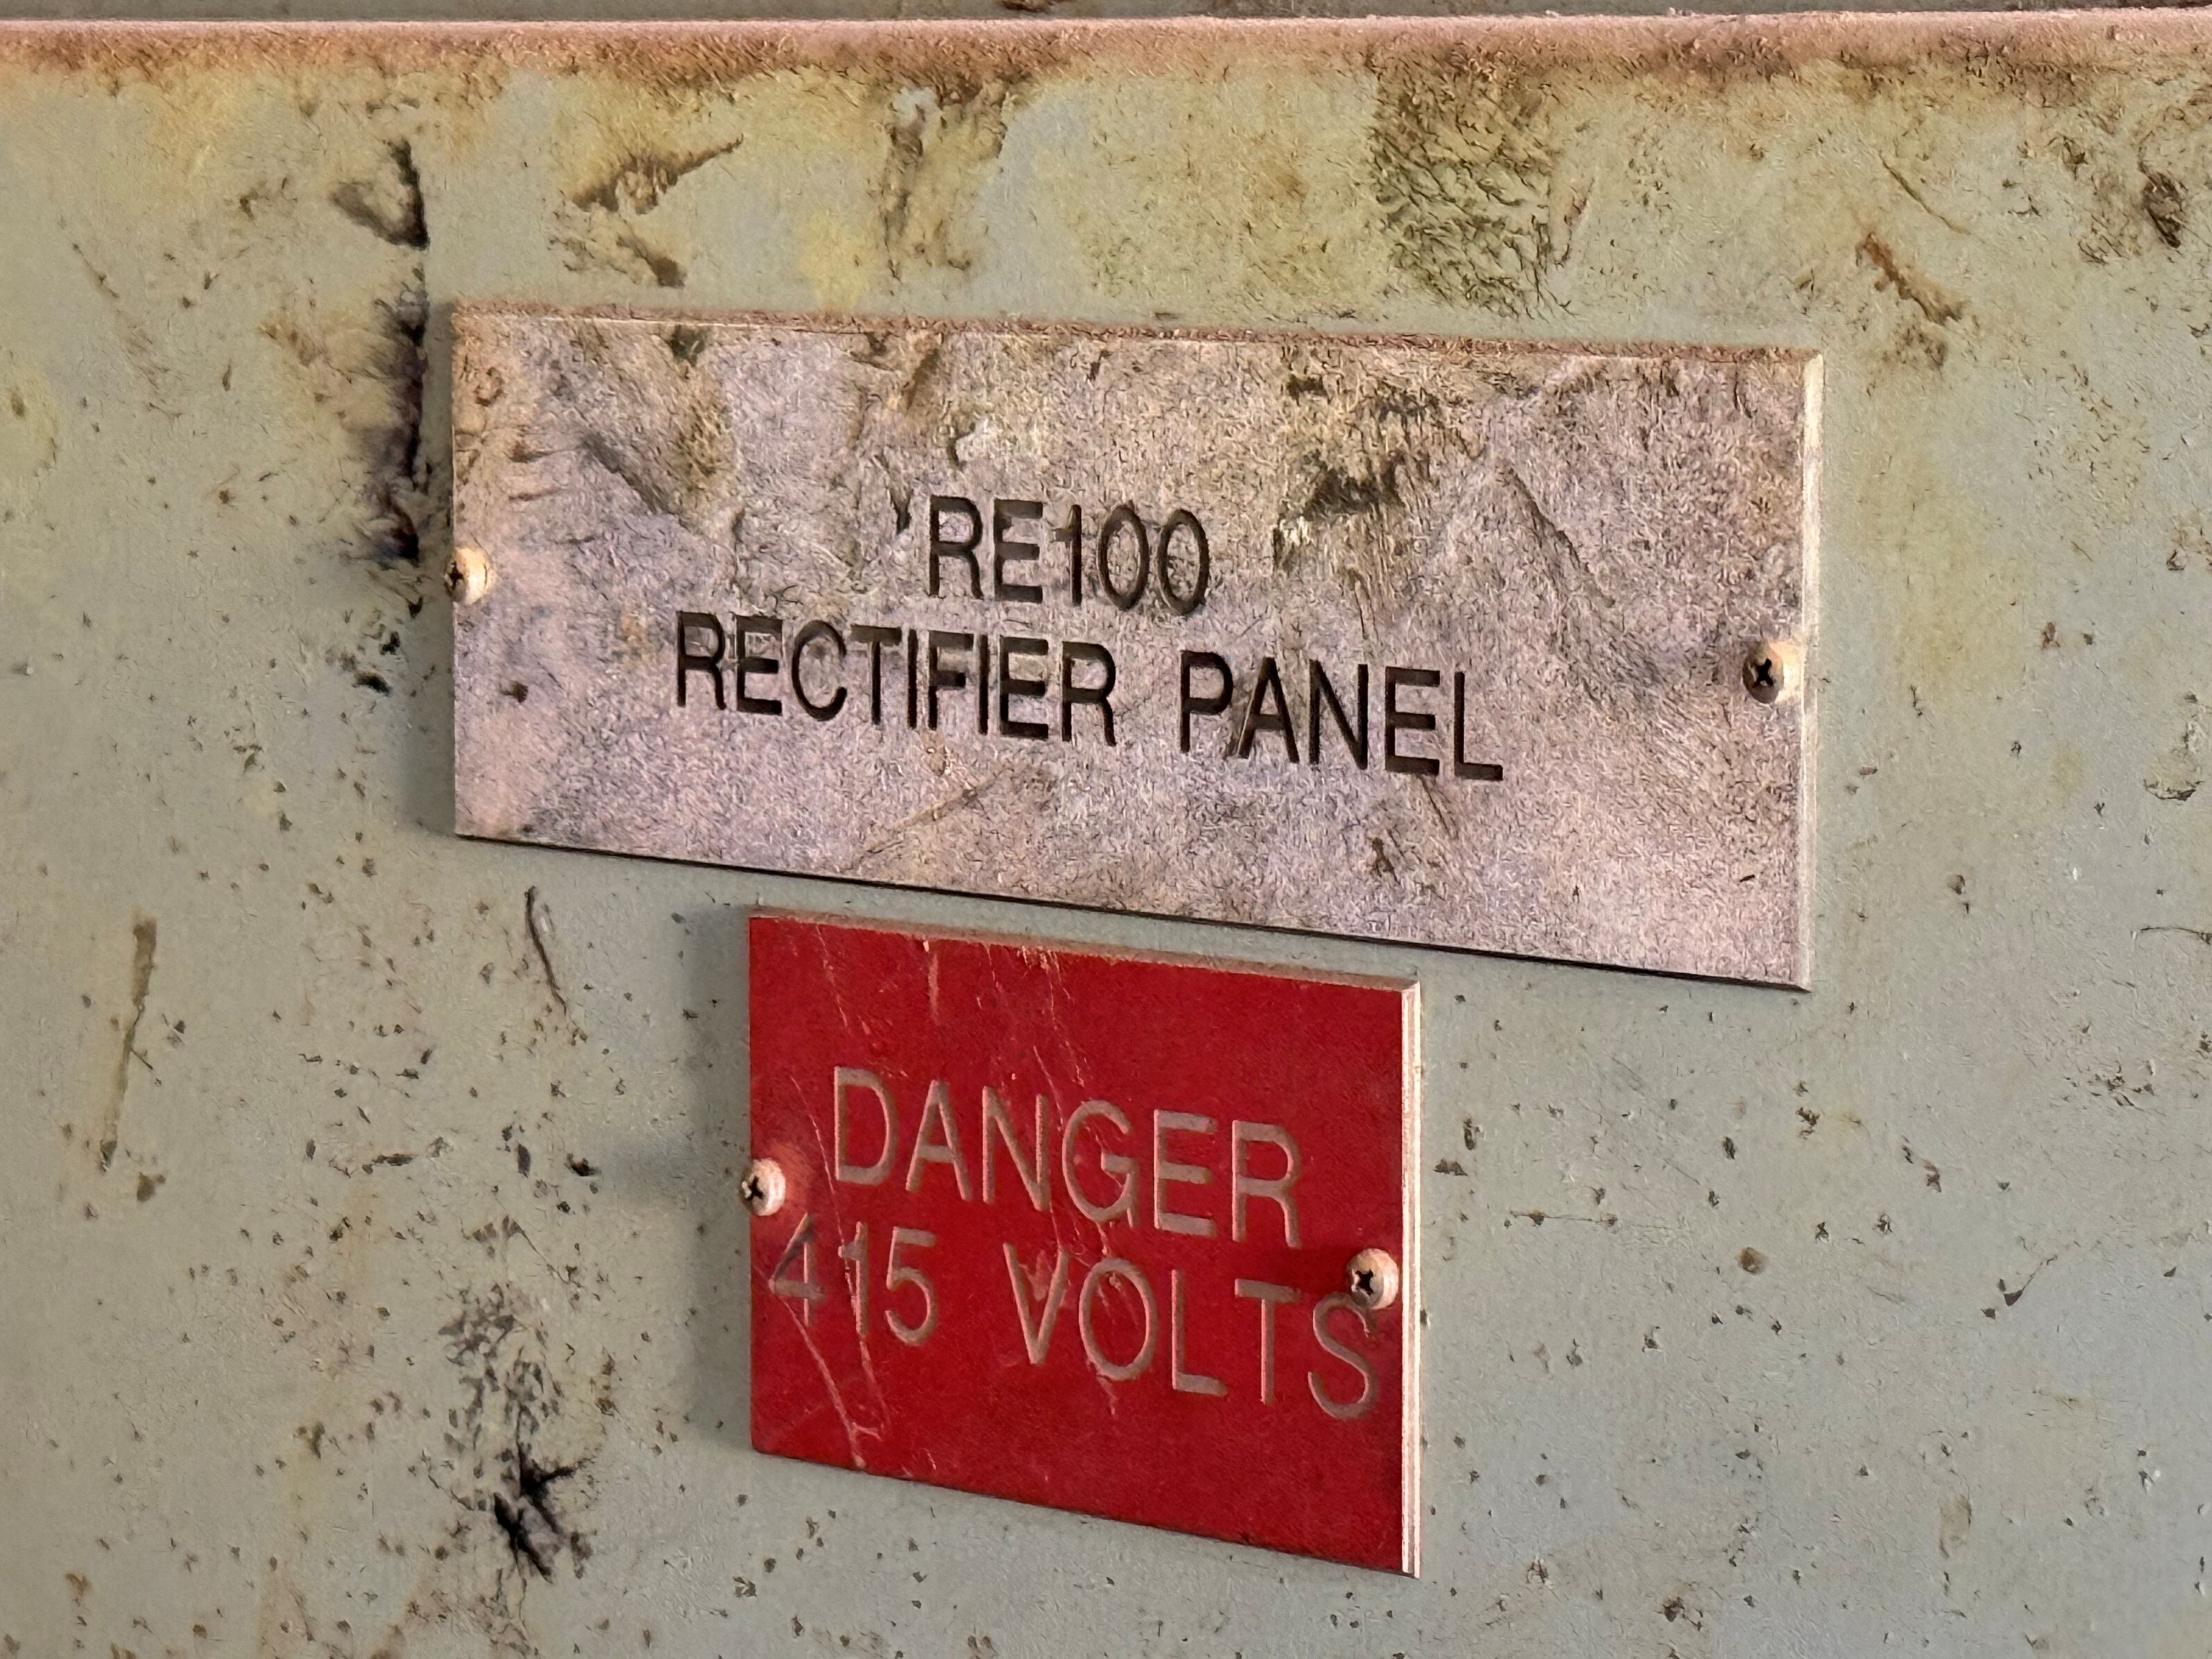 RE100
RECTIFIER PANEL
DANGER
415 VOLTS